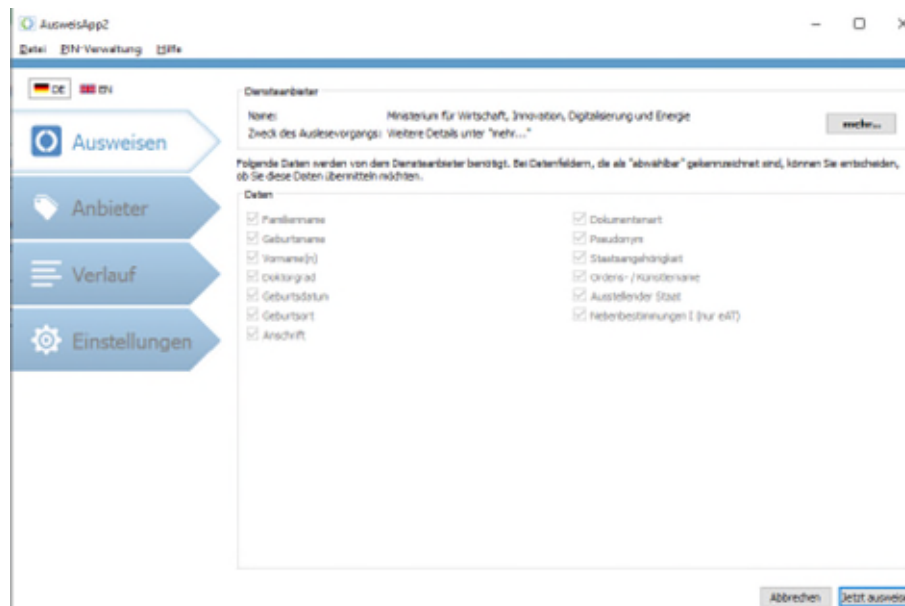 AusweisApp2
Datei PIN-Verwaltung Hilfe
DE EN
Diensteanbieter
Name: Ministerium für Wirtschaft, Innovation, Digitalisierung und Energie
Zweck des Auslesevorgangs: Weitere Details unter "mehr..."
mehr...
Ausweisen
Folgende Daten werden von dem Diensteanbieter benötigt. Bei Datenfeldern, die als "abwählbar" gekennzeichnet sind, können Sie entscheiden,
ob Sie diese Daten übermitteln möchten.
Anbieter
Verlauf
Einstellungen
Daten
Familienname
Geburtsname
Vorname(n)
Doktorgrad
Geburtsdatum
Geburtsort
Anschrift
Dokumentenart
Pseudonym
Staatsangehörigkeit
Ordens- / Künstlername
Ausstellender Staat
Nebenbestimmungen I (nur eAT)
Abbrechen Jetzt ausweise